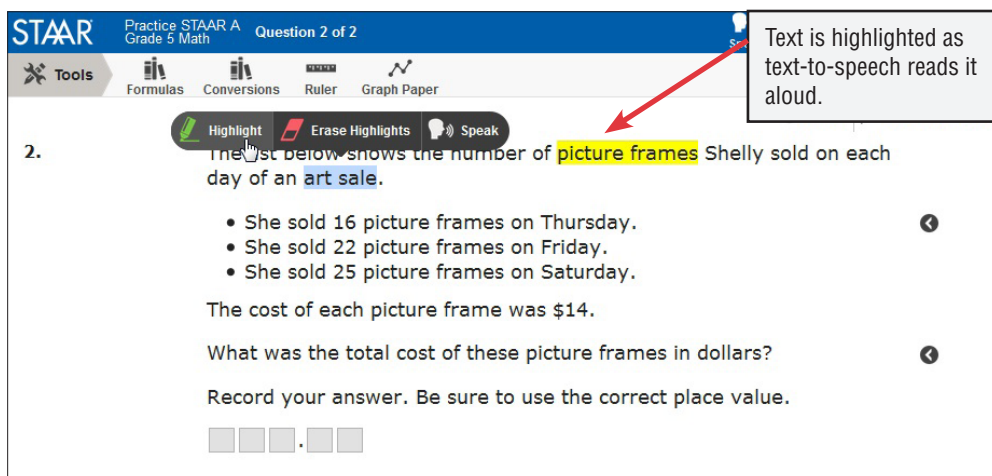 STAAR
Practice STAAR A
Grade 5 Math
Question 2 of 2
Text is highlighted as
text-to-speech reads it
aloud.
Tools
Formulas
Conversions
Ruler
Graph Paper
Highlight
Erase Highlights
Speak
2.
below shows the number of picture frames Shelly sold on each
day of an art sale.
• She sold 16 picture frames on Thursday.
• She sold 22 picture frames on Friday.
• She sold 25 picture frames on Saturday.
The cost of each picture frame was $14.
What was the total cost of these picture frames in dollars?
Record your answer. Be sure to use the correct place value.
.